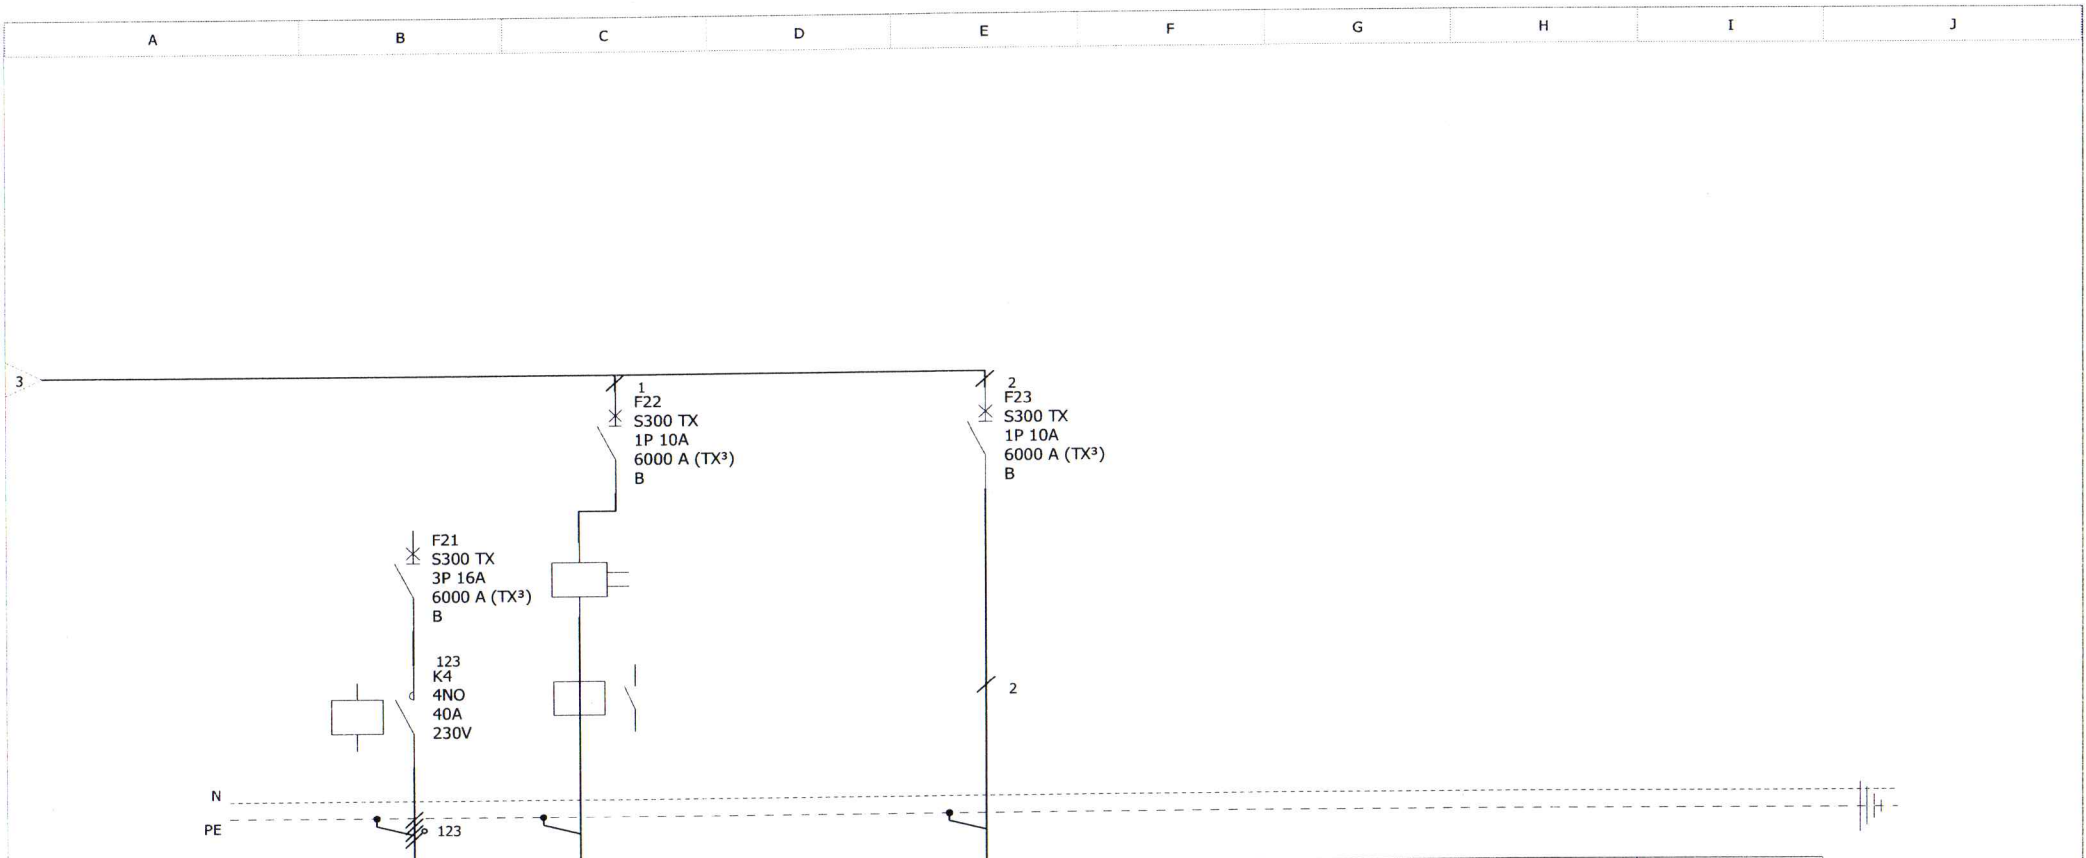 A B C D E F G H I J
3
1
F22
S300 TX
1P 10A
6000 A (TX³)
B
2
F23
S300 TX
1P 10A
6000 A (TX³)
B
F21
S300 TX
3P 16A
6000 A (TX³)
B
123
K4
4NO
40A
230V
2
N
PE
123